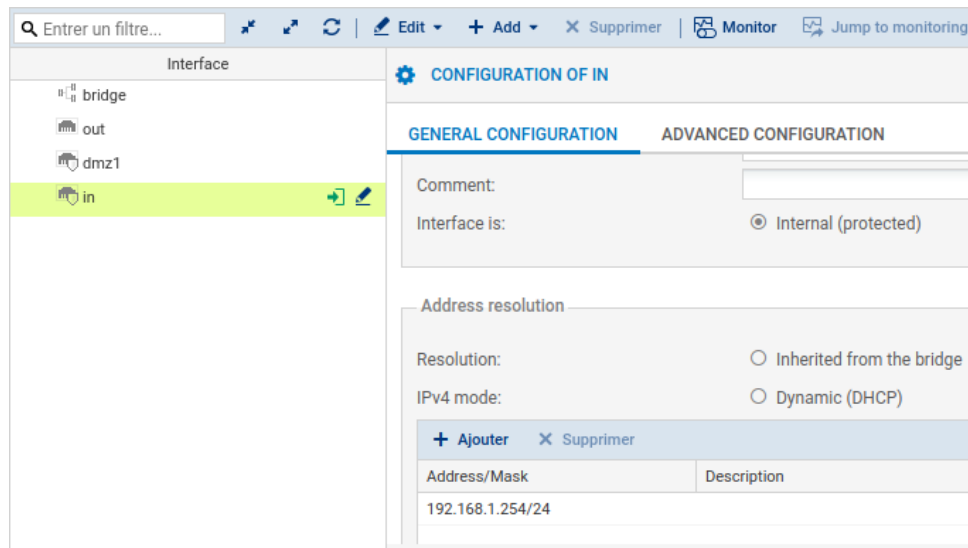 Entrer un filtre... Edit Add Supprimer Monitor Jump to monitoring
Interface
bridge
out
dmz1
in
CONFIGURATION OF IN
GENERAL CONFIGURATION ADVANCED CONFIGURATION
Comment:
Interface is: Internal (protected)
Address resolution
Resolution: Inherited from the bridge
IPv4 mode: Dynamic (DHCP)
Ajouter Supprimer
Address/Mask Description
192.168.1.254/24